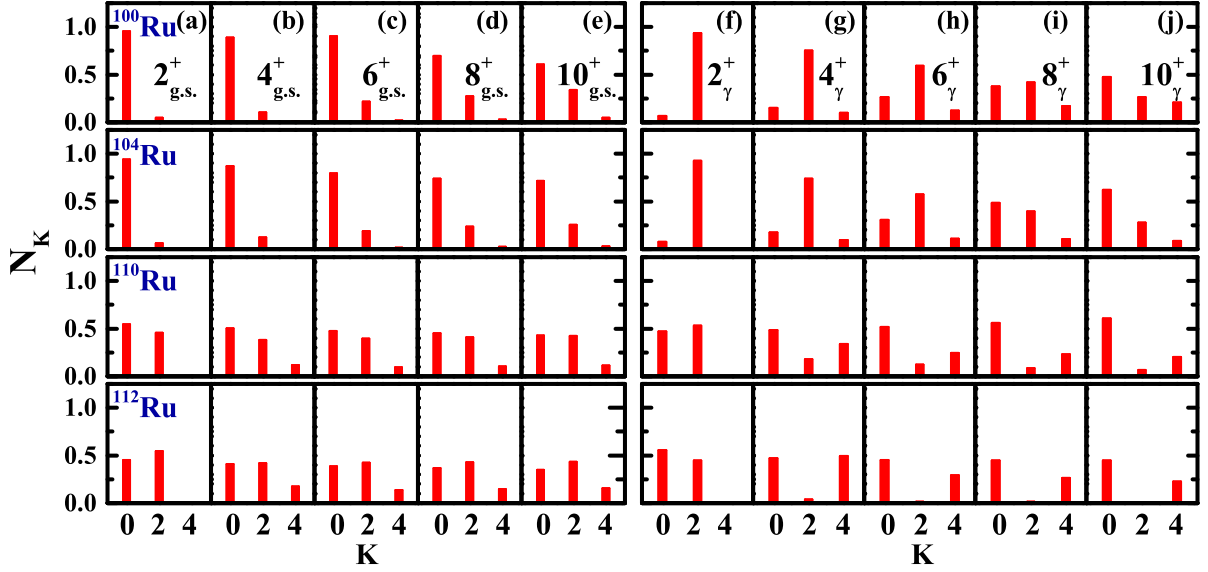 (a) (b) (c) (d) (e) (f) (g) (h) (i) (j)
1.0 ¹⁰⁰Ru
2⁺g.s. 4⁺g.s. 6⁺g.s. 8⁺g.s. 10⁺g.s. 2⁺γ 4⁺γ 6⁺γ 8⁺γ 10⁺γ
0.5
0.0
1.0 ¹⁰⁴Ru
0.5
0.0
N_K
1.0 ¹¹⁰Ru
0.5
0.0
1.0 ¹¹²Ru
0.5
0.0
0 2 4 0 2 4 0 2 4 0 2 4 0 2 4 0 2 4 0 2 4 0 2 4 0 2 4 0 2 4
K K